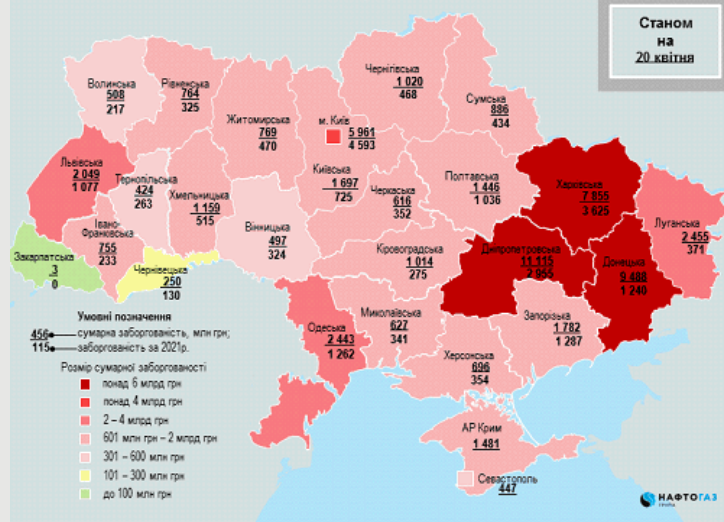 Станом
на
20 квітня
Волинська
508
217
Рівненська
764
325
Житомирська
769
470
Чернігівська
1 020
468
Сумська
886
434
м. Київ
5 961
4 593
Київська
1 697
725
Львівська
2 049
1 077
Тернопільська
424
263
Хмельницька
1 159
515
Івано-
Франковська
755
233
Закарпатська
3
0
Чернівецька
250
130
Вінницька
497
324
Черкаська
616
352
Полтавська
1 446
1 036
Харьовська
7 855
3 625
Луганська
2 455
371
Донецька
9 488
1 240
Дніпропетровська
11 115
2 955
Кіровоградська
1 014
275
Миколаївська
627
341
Одеська
2 443
1 262
Запорізька
1 782
1 287
Херсонська
696
354
АР Крим
1 481
Севастополь
447
Умовні позначення
456 сумарна заборгованість, млн грн;
115 заборгованість за 2021р.
Розмір сумарної заборгованості
понад 6 млрд грн
понад 4 млрд грн
2 – 4 млрд грн
601 млн грн – 2 млрд грн
301 – 600 млн грн
101 – 300 млн грн
до 100 млн грн
НАФТОГАЗ